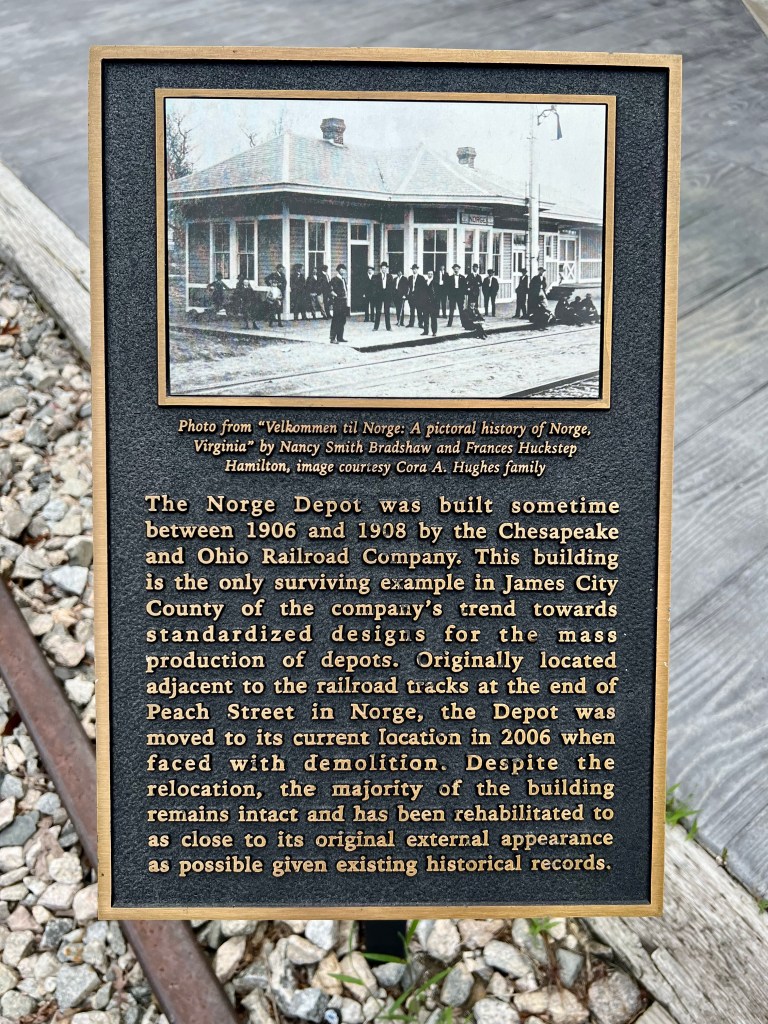 NORGE
Photo from “Velkommen til Norge: A pictoral history of Norge,
Virginia” by Nancy Smith Bradshaw and Frances Huckstep
Hamilton, image courtesy Cora A. Hughes family
The Norge Depot was built sometime
between 1906 and 1908 by the Chesapeake
and Ohio Railroad Company. This building
is the only surviving example in James City
County of the company’s trend towards
standardized designs for the mass
production of depots. Originally located
adjacent to the railroad tracks at the end of
Peach Street in Norge, the Depot was
moved to its current location in 2006 when
faced with demolition. Despite the
relocation, the majority of the building
remains intact and has been rehabilitated to
as close to its original external appearance
as possible given existing historical records.